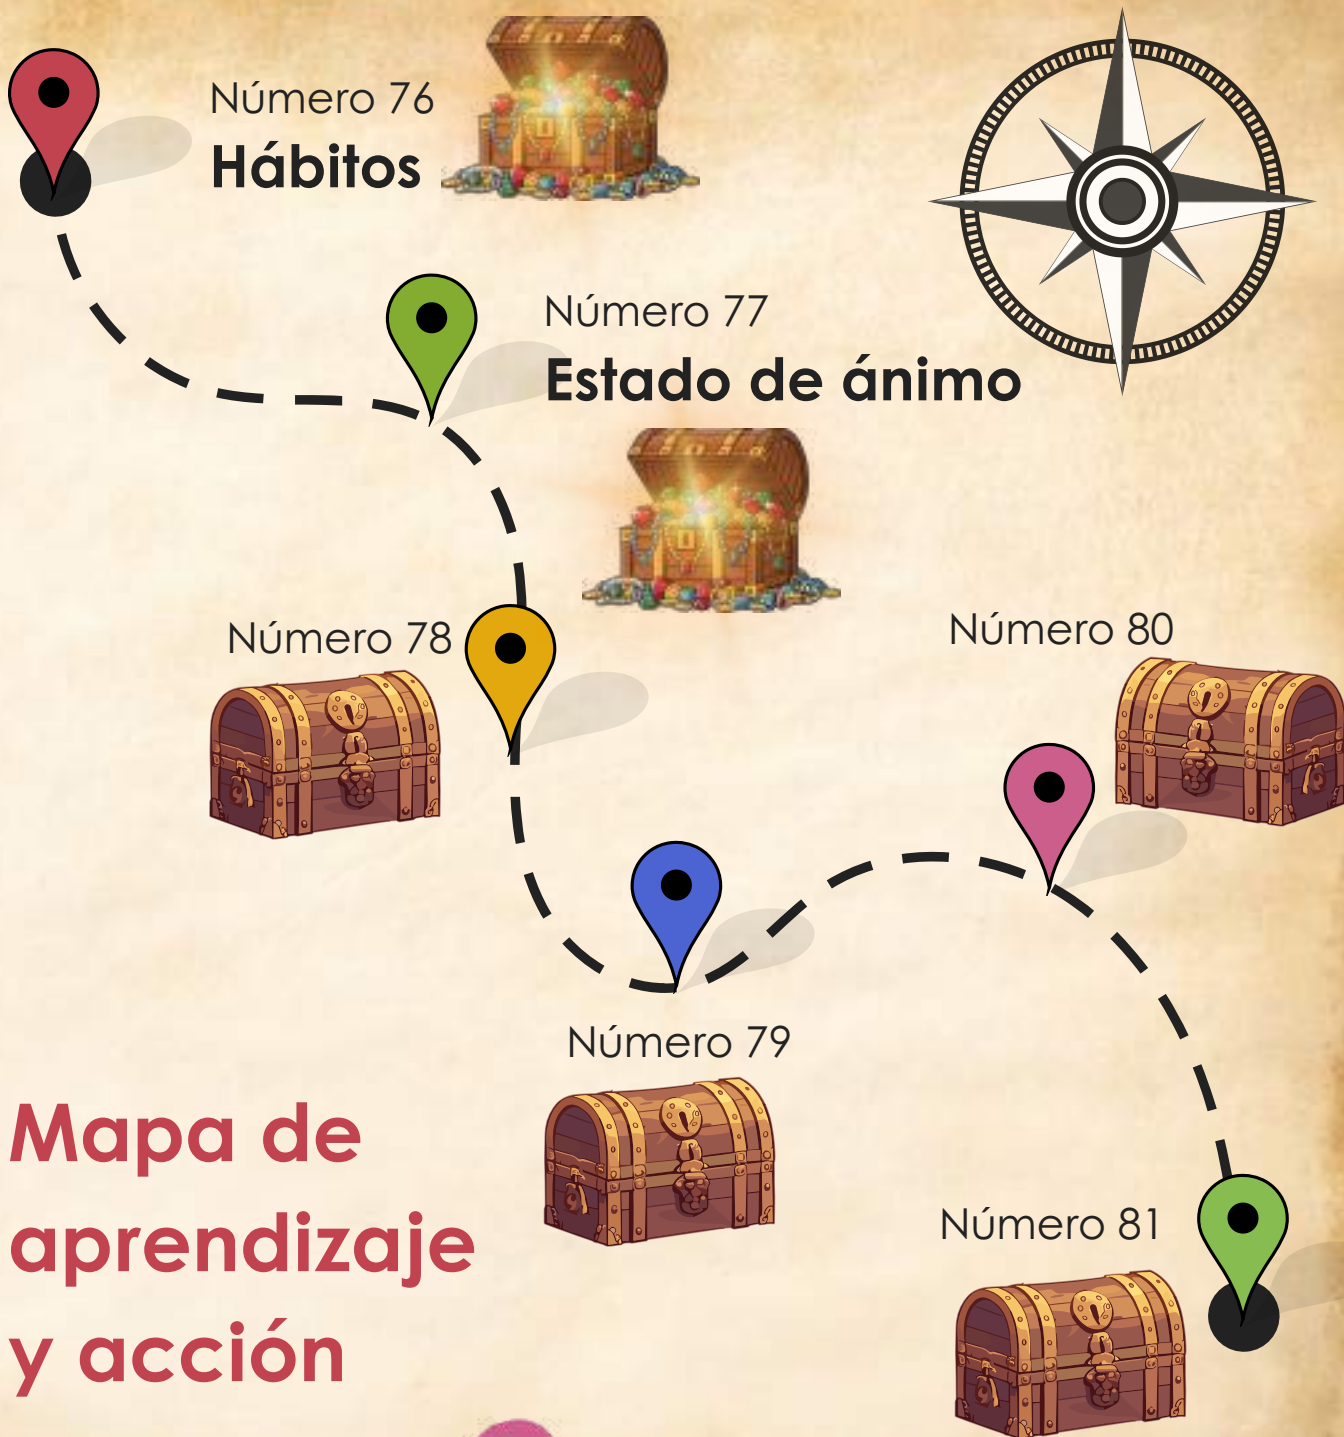 Número 76
Hábitos
Número 77
Estado de ánimo
Número 78
Número 80
Número 79
Mapa de
aprendizaje
y acción
Número 81